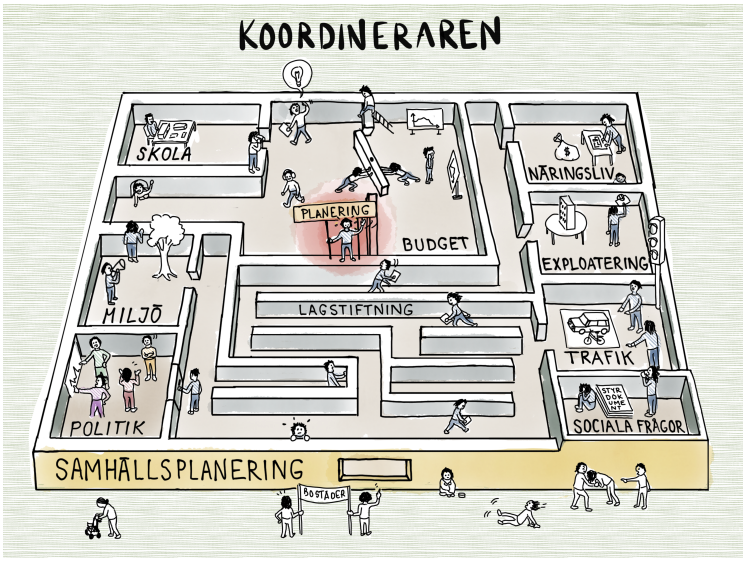 KOORDINERAREN
SKOLA
NÄRINGSLIV
$
PLANERING
BUDGET
EXPLOATERING
MILJÖ
LAGSTIFTNING
TRAFIK
POLITIK
STYR
DOK
UME
NT
SOCIALA FRÅGOR
SAMHÄLLSPLANERING
BOSTÄDER